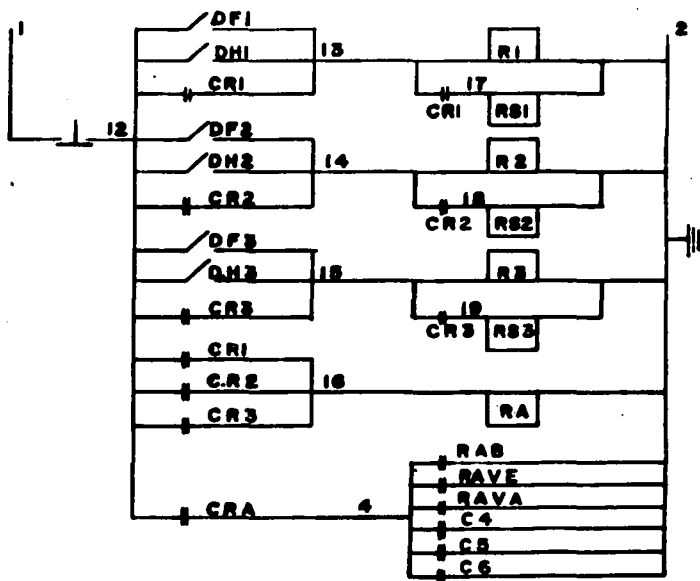 1
DF1
2
DH1
13
R1
CR1
17
CR1
RS1
12
DF2
DH2
14
R2
CR2
18
CR2
RS2
DF3
DH3
15
R3
CR3
19
CR3
RS3
CR1
C.R2
16
CR3
RA
RAB
RAVE
CRA
4
RAVA
C4
C5
C6